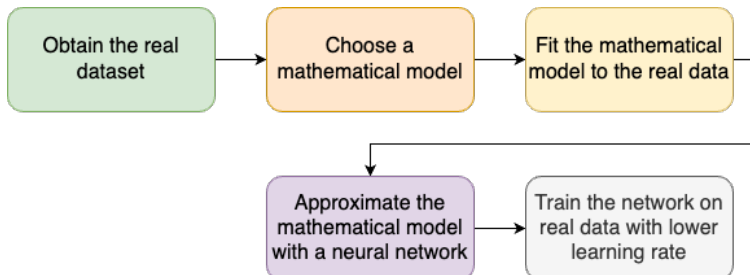 Obtain the real
dataset
Choose a
mathematical model
Fit the mathematical
model to the real data
Approximate the
mathematical model
with a neural network
Train the network on
real data with lower
learning rate